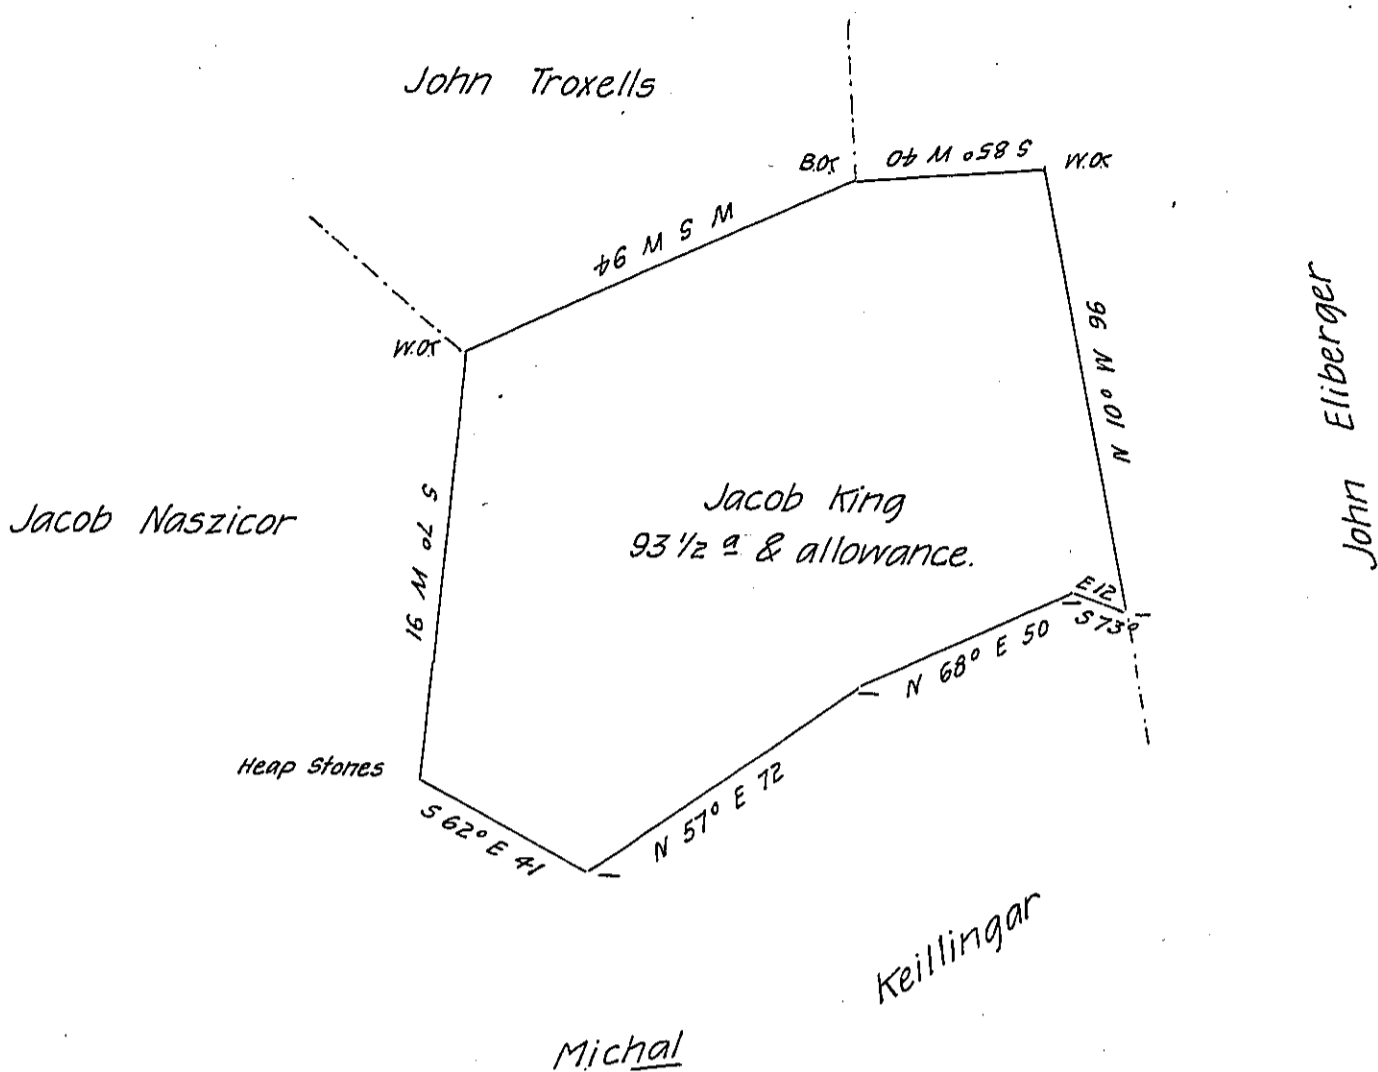 John Troxells
B.O.
S 85° W 40
W.O.
W S W 94
W.O.
N 10° W 96
John Eliberger
S 7° W 91
Jacob Naszicor
Jacob King
93 1/2 a & allowance.
E 12
S 73°
N 68° E 50
N 57° E 72
Heap Stones
S 62° E 41
Keillingar
Michal